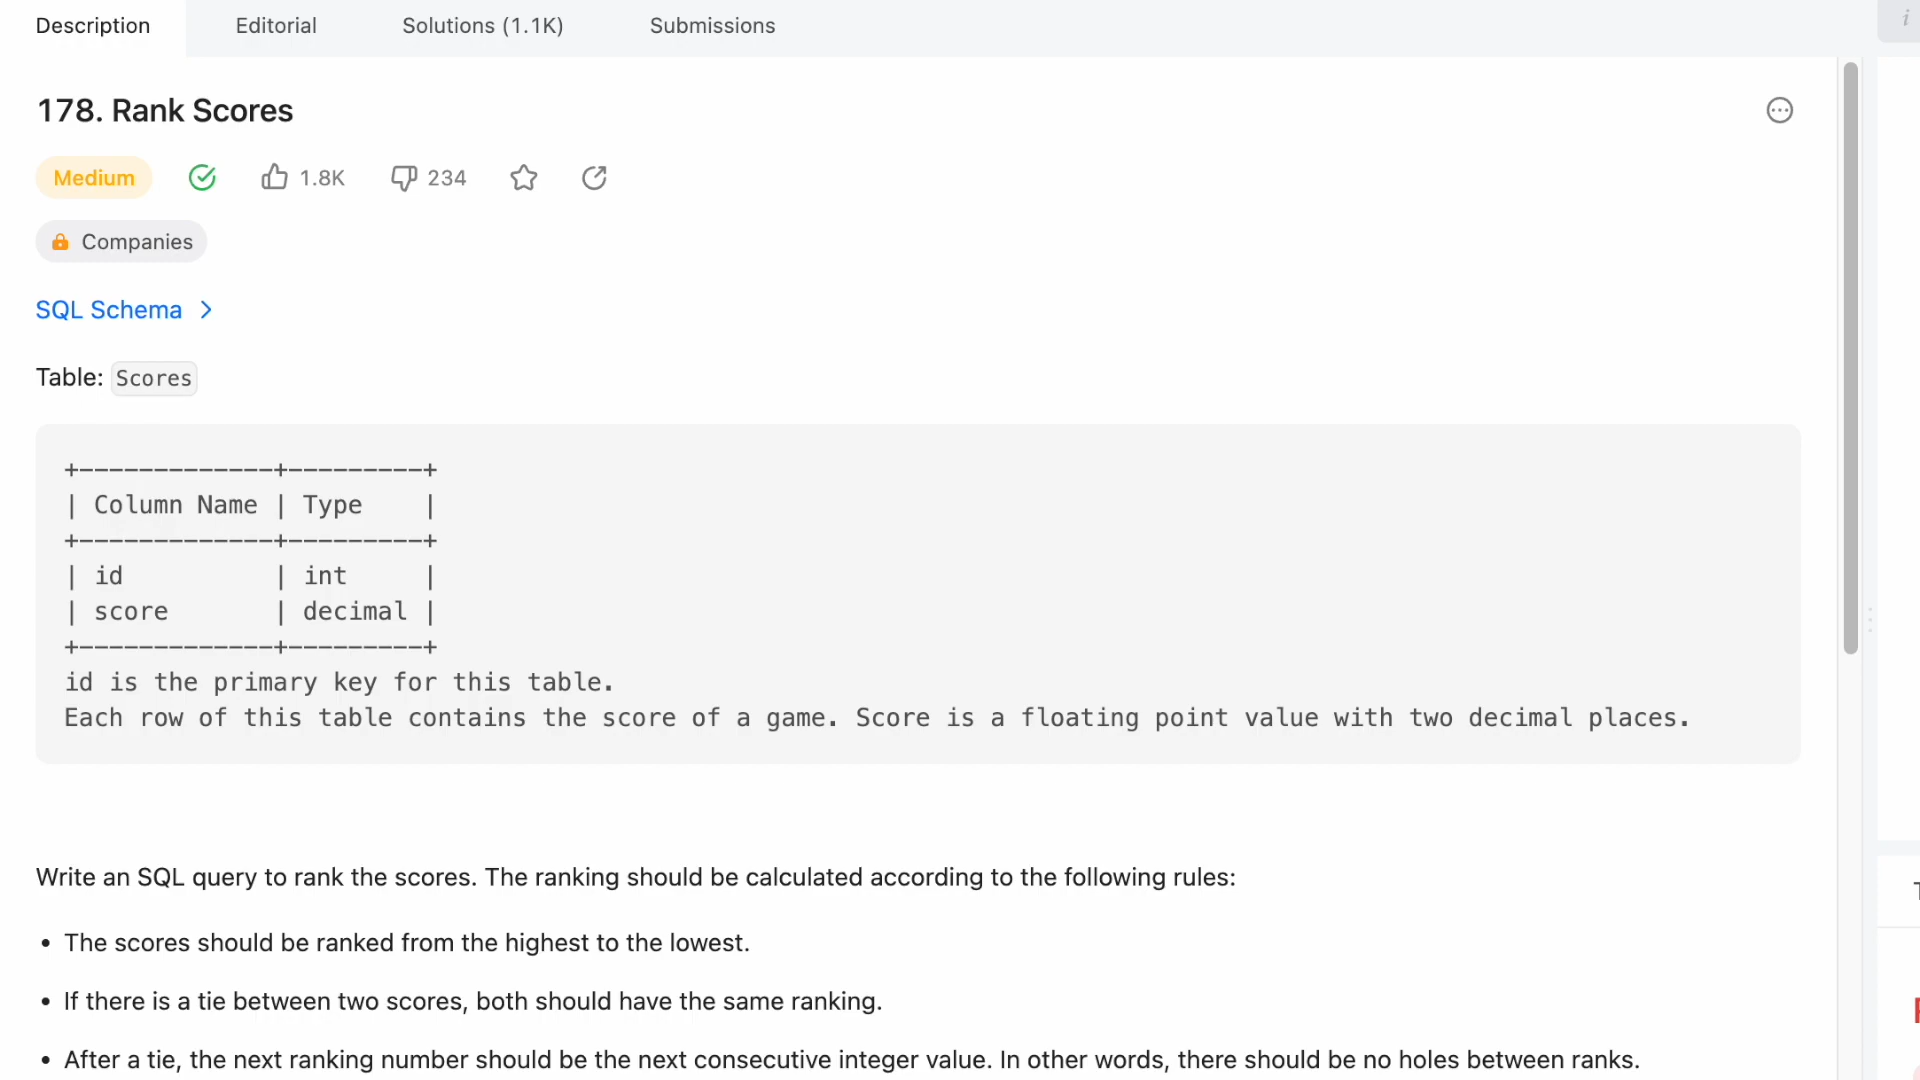 Description Editorial Solutions (1.1K) Submissions
i
178. Rank Scores
Medium 1.8K 234
Companies
SQL Schema >
Table: Scores
+-------------+---------+
| Column Name | Type    |
+-------------+---------+
| id          | int     |
| score       | decimal |
+-------------+---------+
id is the primary key for this table.
Each row of this table contains the score of a game. Score is a floating point value with two decimal places.
Write an SQL query to rank the scores. The ranking should be calculated according to the following rules:
• The scores should be ranked from the highest to the lowest.
• If there is a tie between two scores, both should have the same ranking.
• After a tie, the next ranking number should be the next consecutive integer value. In other words, there should be no holes between ranks.